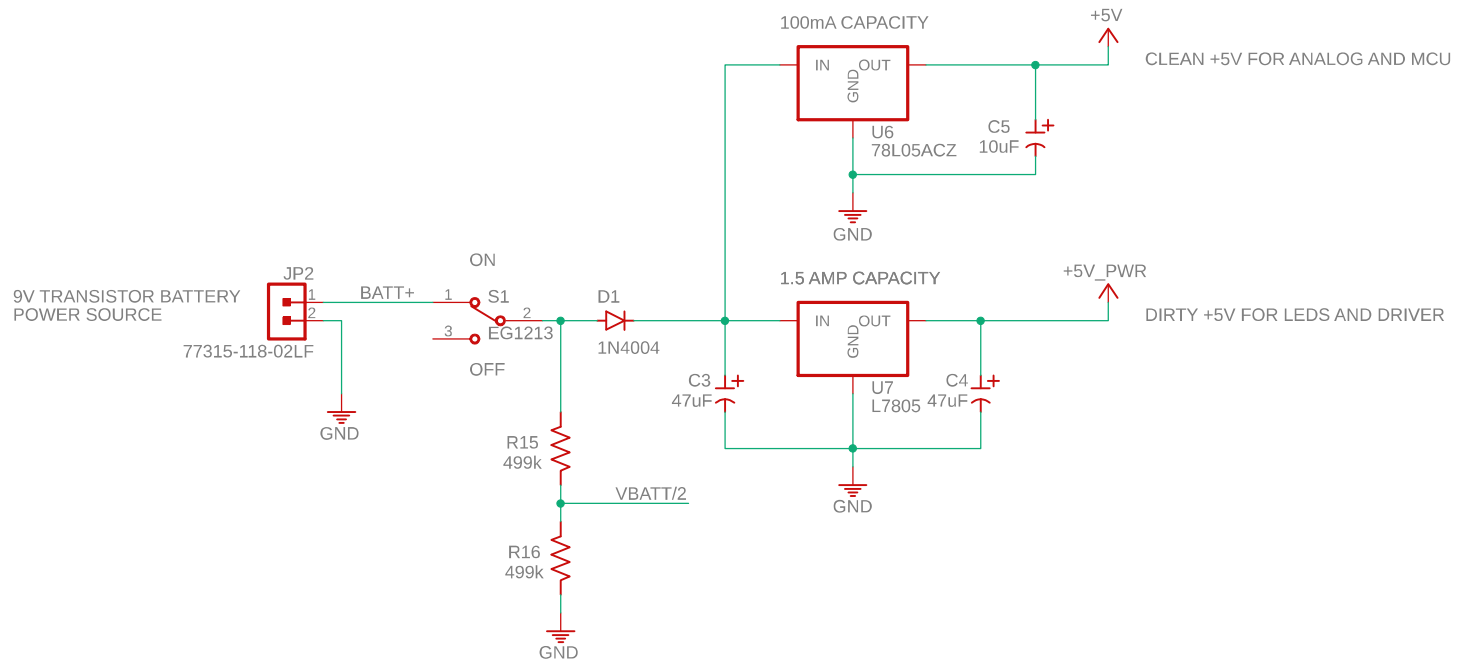 100mA CAPACITY
+5V
IN
OUT
GND
CLEAN +5V FOR ANALOG AND MCU
U6
78L05ACZ
C5
10uF
GND
ON
JP2
9V TRANSISTOR BATTERY
POWER SOURCE
1
2
77315-118-02LF
GND
BATT+
1
S1
2
3
EG1213
OFF
D1
1N4004
1.5 AMP CAPACITY
+5V_PWR
IN
OUT
GND
DIRTY +5V FOR LEDS AND DRIVER
C3
47uF
U7
L7805
C4
47uF
GND
R15
499k
VBATT/2
R16
499k
GND